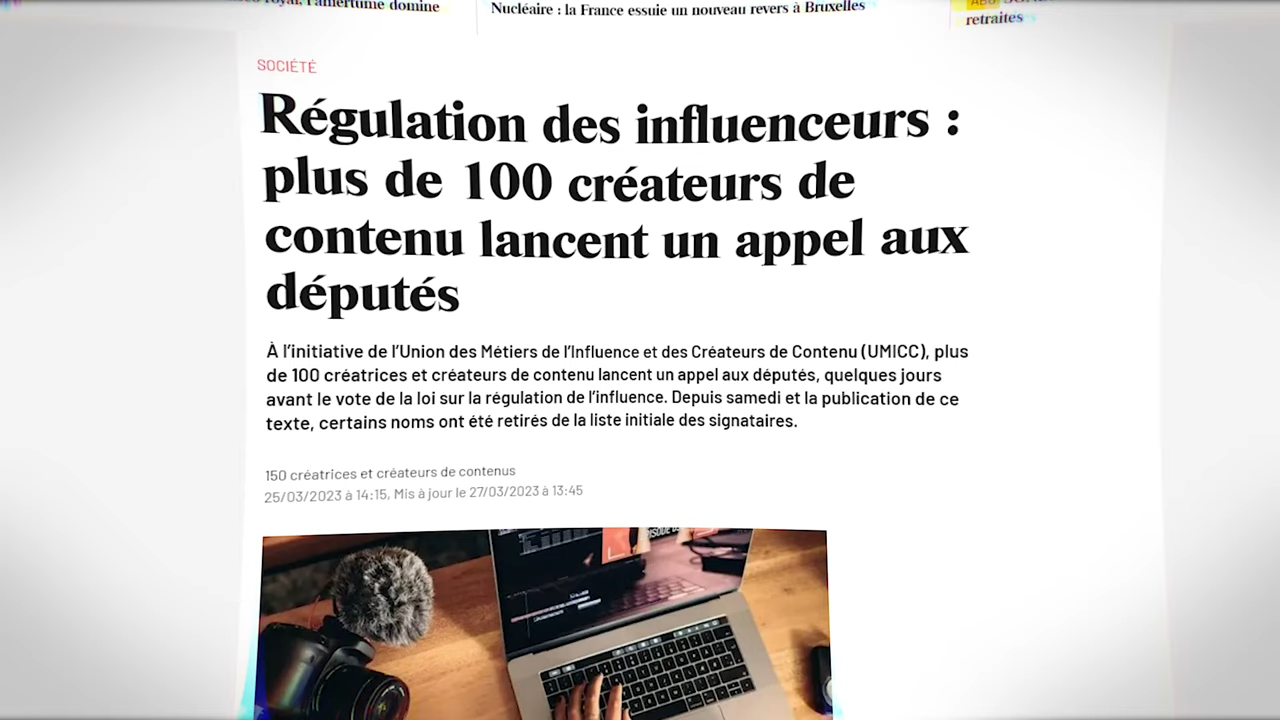 royal, l'amertume domine
Nucléaire : la France essuie un nouveau revers à Bruxelles
retraites
SOCIÉTÉ
Régulation des influenceurs :
plus de 100 créateurs de
contenu lancent un appel aux
députés
À l'initiative de l'Union des Métiers de l'Influence et des Créateurs de Contenu (UMICC), plus
de 100 créatrices et créateurs de contenu lancent un appel aux députés, quelques jours
avant le vote de la loi sur la régulation de l'influence. Depuis samedi et la publication de ce
texte, certains noms ont été retirés de la liste initiale des signataires.
150 créatrices et créateurs de contenus
25/03/2023 à 14:15, Mis à jour le 27/03/2023 à 13:45